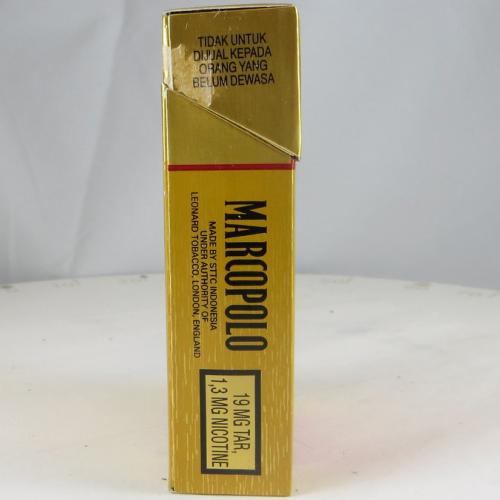 TIDAK UNTUK
DIJUAL KEPADA
ORANG YANG
BELUM DEWASA
MARCOPOLO
MADE BY STTC INDONESIA
UNDER AUTHORITY OF
LEONARD TOBACCO, LONDON, ENGLAND
19 MG TAR,
1,3 MG NICOTINE